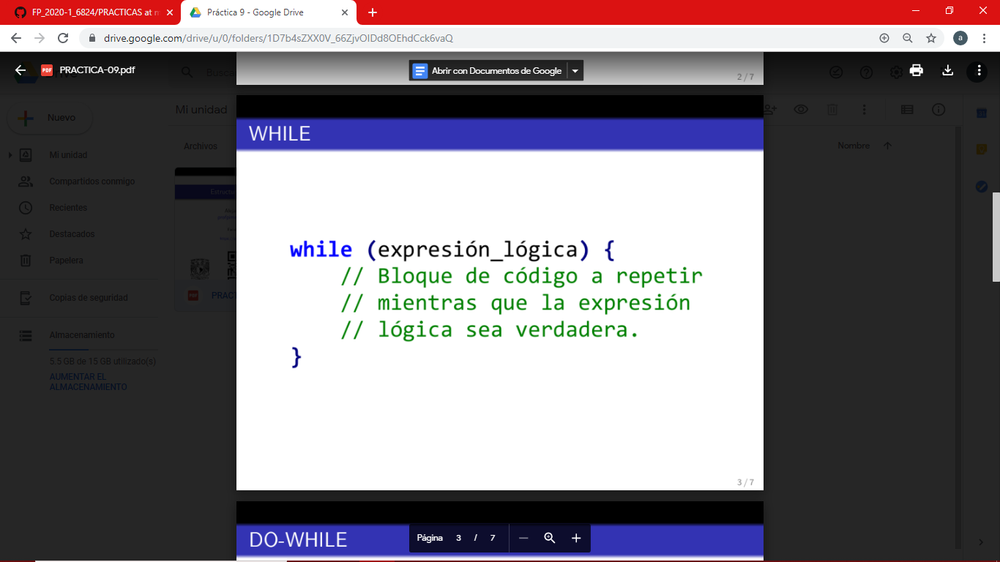 FP_2020-1_6824/PRACTICAS at m
Práctica 9 - Google Drive
drive.google.com/drive/u/0/folders/1D7b4sZXX0V_66ZjvOIDd8OEhdCck6vaQ
a
PDF
PRACTICA-09.pdf
Abrir con Documentos de Google
2 / 7
Nuevo
Mi unidad
Archivos
Nombre
Mi unidad
Compartidos conmigo
Recientes
Destacados
Papelera
Copias de seguridad
Almacenamiento
5.5 GB de 15 GB utilizado(s)
AUMENTAR EL
ALMACENAMIENTO
WHILE
while (expresión_lógica) {
// Bloque de código a repetir
// mientras que la expresión
// lógica sea verdadera.
}
3 / 7
DO-WHILE
Página 3 / 7